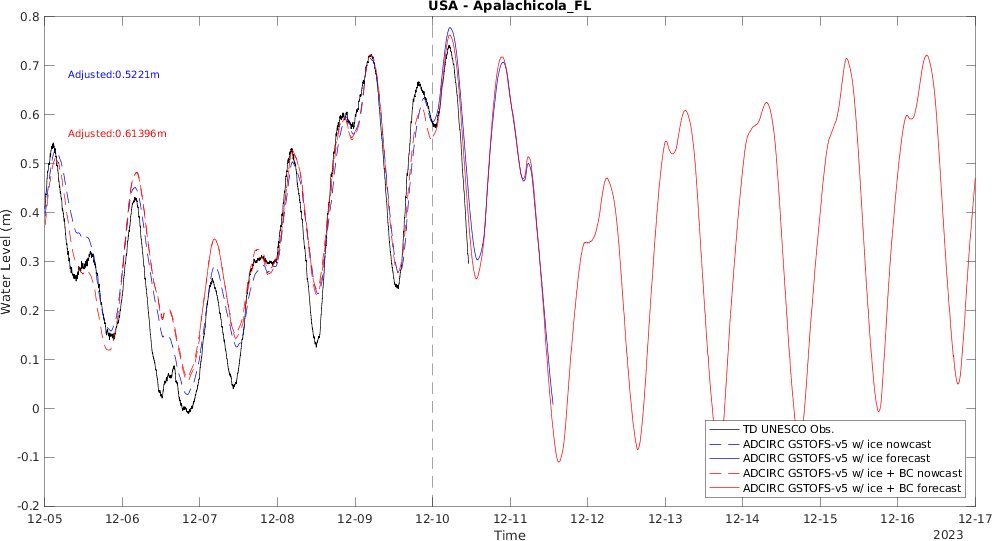 USA - Apalachicola_FL
Adjusted:0.5221m
Adjusted:0.61396m
Water Level (m)
0.8
0.7
0.6
0.5
0.4
0.3
0.2
0.1
0
-0.1
-0.2
TD UNESCO Obs.
ADCIRC GSTOFS-v5 w/ ice nowcast
ADCIRC GSTOFS-v5 w/ ice forecast
ADCIRC GSTOFS-v5 w/ ice + BC nowcast
ADCIRC GSTOFS-v5 w/ ice + BC forecast
12-05 12-06 12-07 12-08 12-09 12-10 12-11 12-12 12-13 12-14 12-15 12-16 12-17
Time
2023